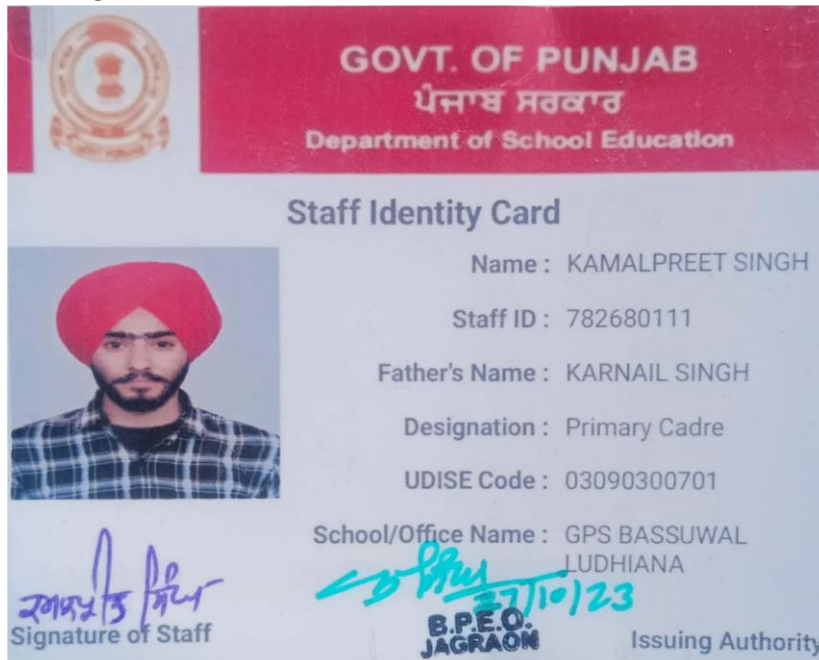 GOVT. OF PUNJAB
ਪੰਜਾਬ ਸਰਕਾਰ
Department of School Education
Staff Identity Card
Name : KAMALPREET SINGH
Staff ID : 782680111
Father's Name : KARNAIL SINGH
Designation : Primary Cadre
UDISE Code : 03090300701
School/Office Name : GPS BASSUWAL
LUDHIANA
27/10/23
B.P.E.O.
JAGRAON
Signature of Staff
Issuing Authority